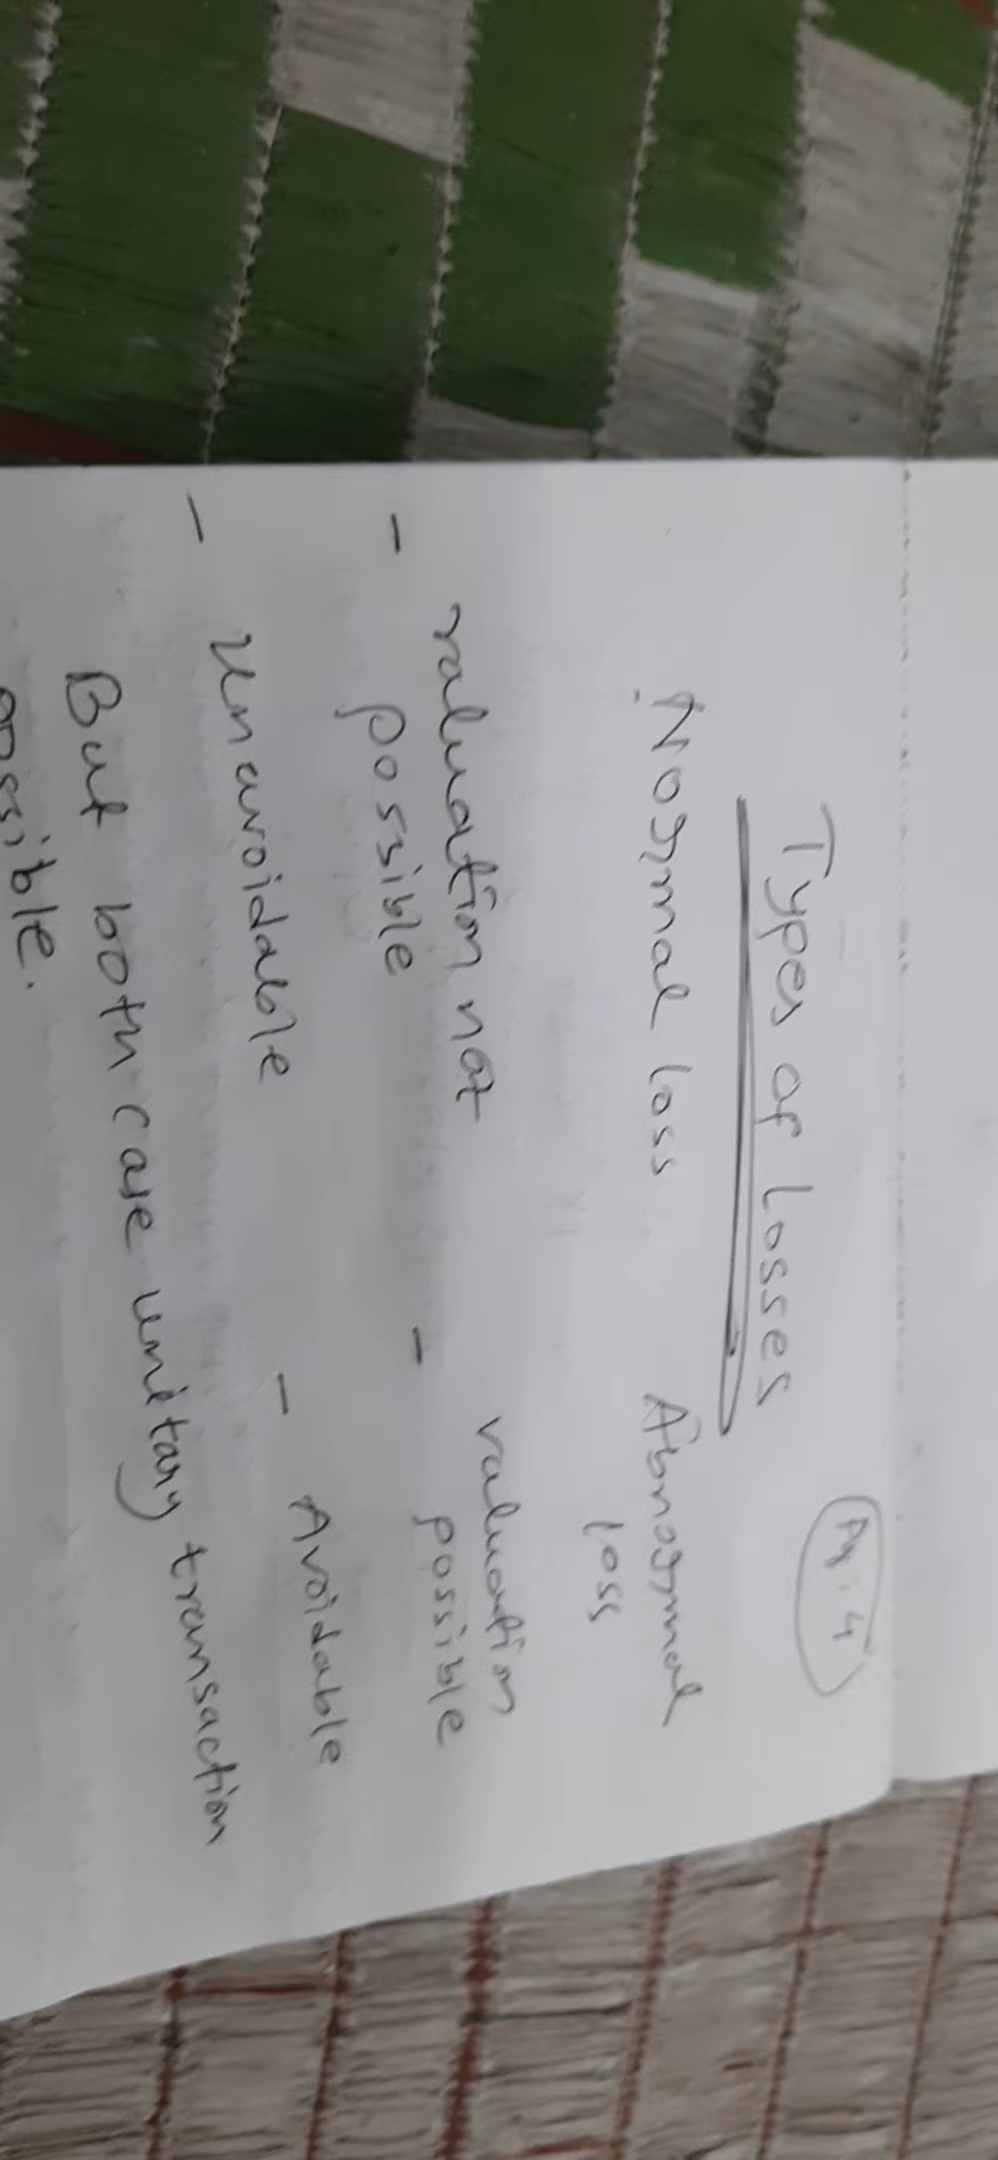 Pg: 4
Types of Losses
Normal loss
Abnormal
loss
- valuation not
possible
- valuation
possible
- Unavoidable
- Avoidable
But both case unitary transaction
possible.